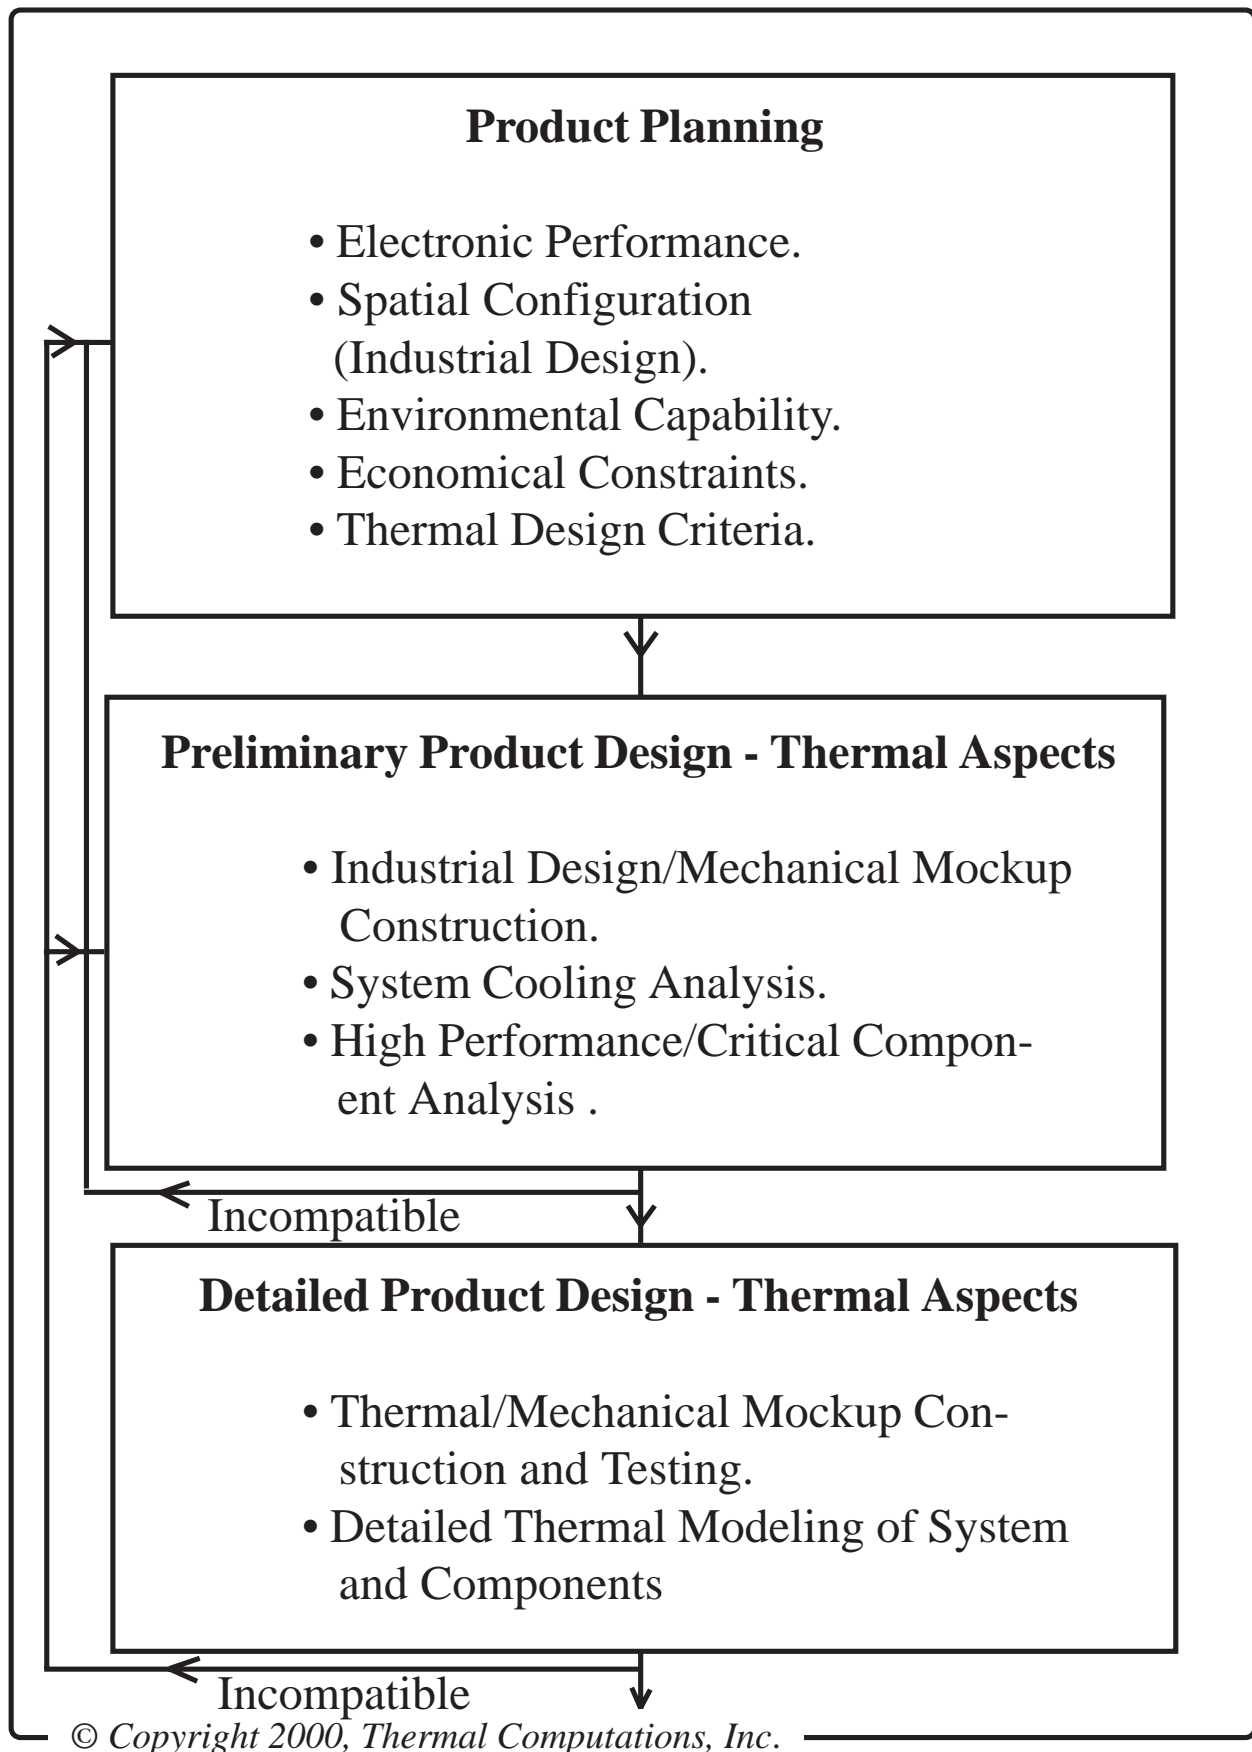 Product Planning
• Electronic Performance.
• Spatial Configuration
(Industrial Design).
• Environmental Capability.
• Economical Constraints.
• Thermal Design Criteria.
Preliminary Product Design - Thermal Aspects
• Industrial Design/Mechanical Mockup
Construction.
• System Cooling Analysis.
• High Performance/Critical Compon-
ent Analysis .
Incompatible
Detailed Product Design - Thermal Aspects
• Thermal/Mechanical Mockup Con-
struction and Testing.
• Detailed Thermal Modeling of System
and Components
Incompatible
© Copyright 2000, Thermal Computations, Inc.